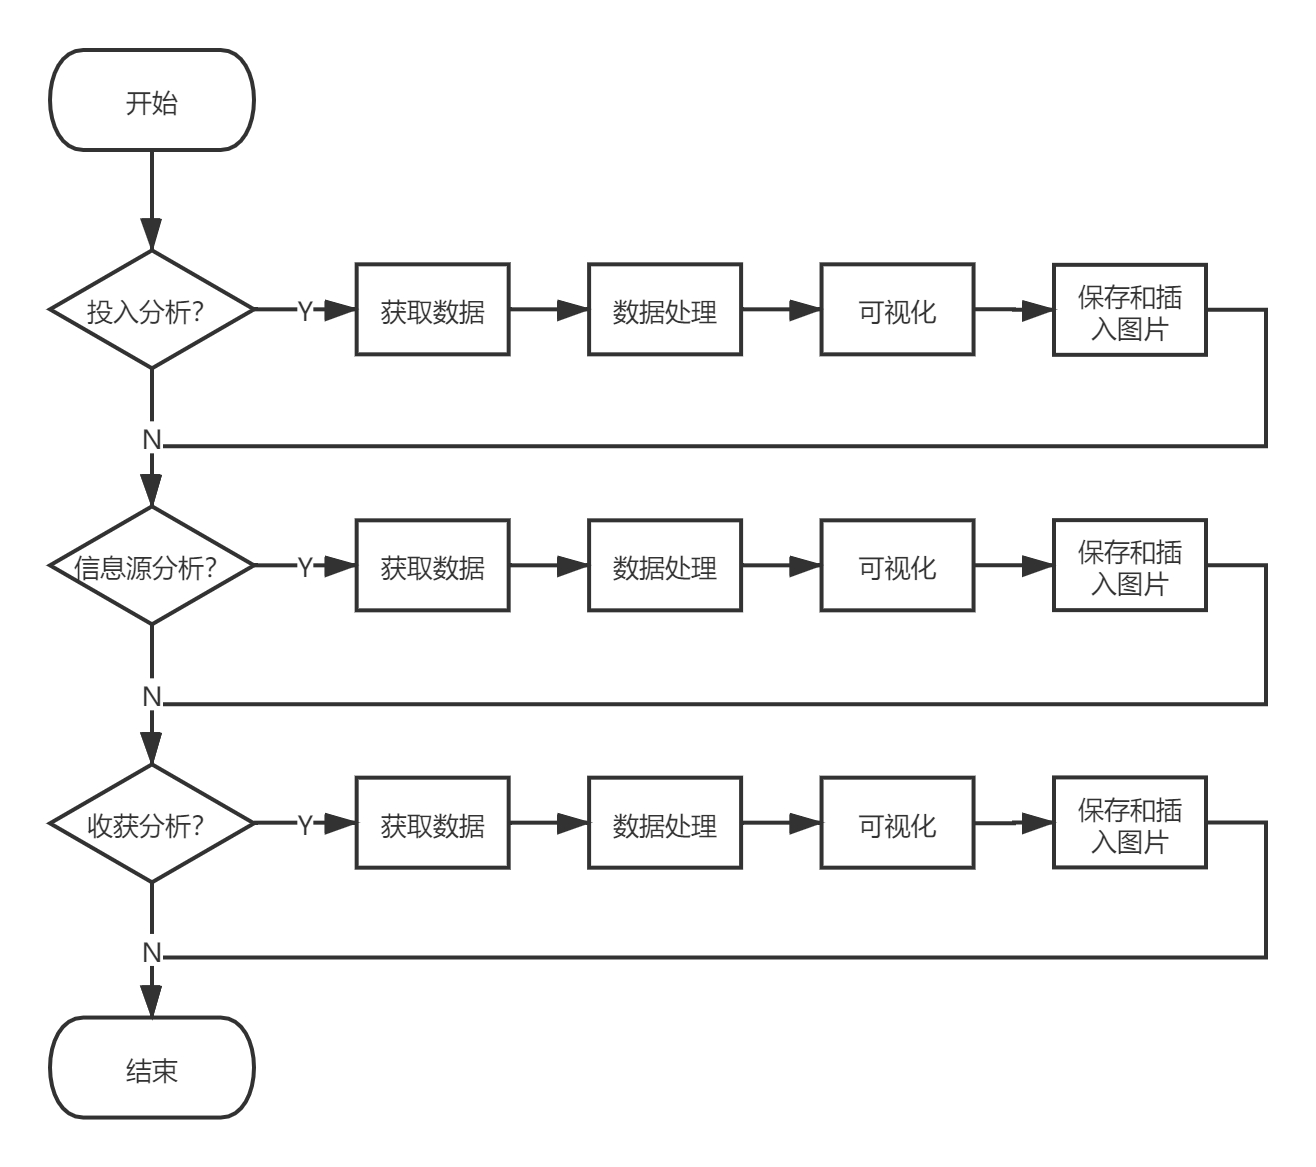 开始
投入分析?
Y
获取数据
数据处理
可视化
保存和插
入图片
N
信息源分析?
Y
获取数据
数据处理
可视化
保存和插
入图片
N
收获分析?
Y
获取数据
数据处理
可视化
保存和插
入图片
N
结束